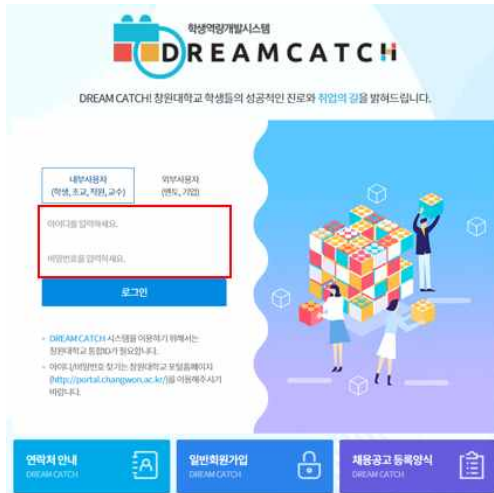 학생역량개발시스템
DREAMCATCH
DREAM CATCH! 창원대학교 학생들의 성공적인 진로와 취업의 길을 밝혀드립니다.
내부사용자
(학생, 조교, 직원, 교수)
외부사용자
(멘토, 기업)
아이디를 입력하세요.
비밀번호를 입력하세요.
로그인
DREAM CATCH 시스템을 이용하기 위해서는
창원대학교 통합ID가 필요합니다.
아이디/비밀번호 찾기는 창원대학교 포털홈페이지
(http://portal.changwon.ac.kr/)를 이용해주시기
바랍니다.
연락처 안내
DREAM CATCH
일반회원가입
DREAM CATCH
채용공고 등록양식
DREAM CATCH